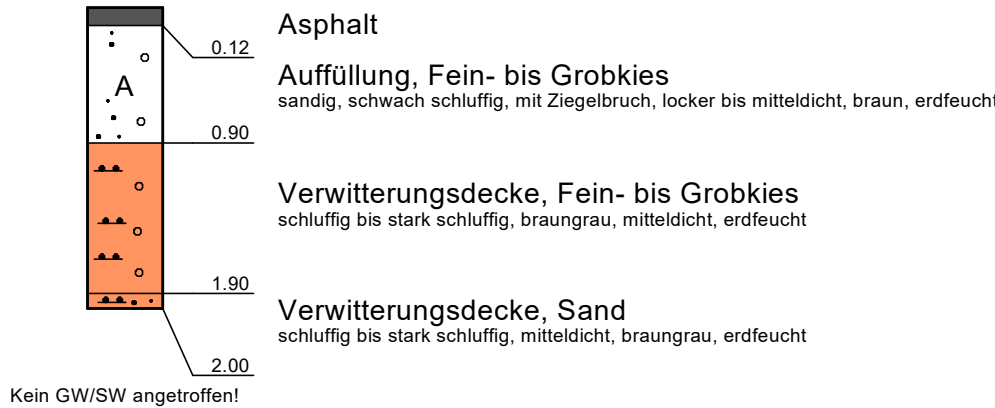 Asphalt
0.12
Auffüllung, Fein- bis Grobkies
sandig, schwach schluffig, mit Ziegelbruch, locker bis mitteldicht, braun, erdfeucht
A
0.90
Verwitterungsdecke, Fein- bis Grobkies
schluffig bis stark schluffig, braungrau, mitteldicht, erdfeucht
1.90
Verwitterungsdecke, Sand
schluffig bis stark schluffig, mitteldicht, braungrau, erdfeucht
2.00
Kein GW/SW angetroffen!